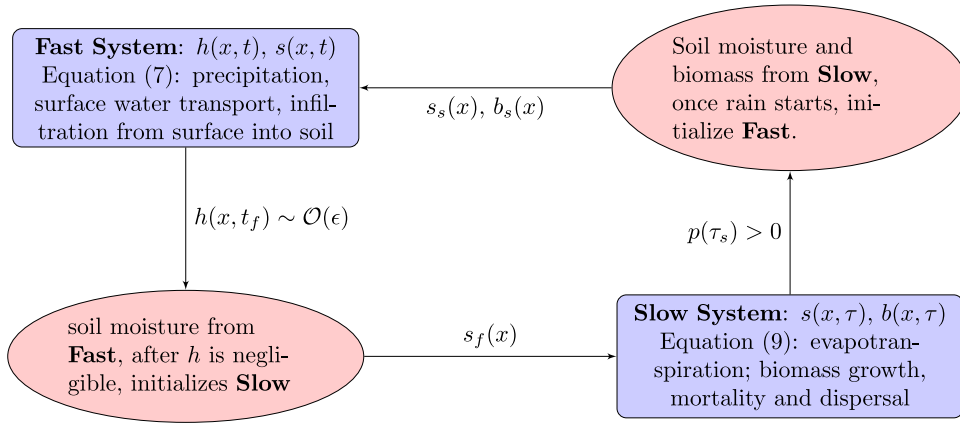 Fast System: h(x, t), s(x, t)
Equation (7): precipitation,
surface water transport, infil-
tration from surface into soil
Soil moisture and
biomass from Slow,
once rain starts, ini-
tialize Fast.
s_s(x), b_s(x)
h(x, t_f) ∼ O(ϵ)
p(τ_s) > 0
soil moisture from
Fast, after h is negli-
gible, initializes Slow
s_f(x)
Slow System: s(x, τ), b(x, τ)
Equation (9): evapotran-
spiration; biomass growth,
mortality and dispersal